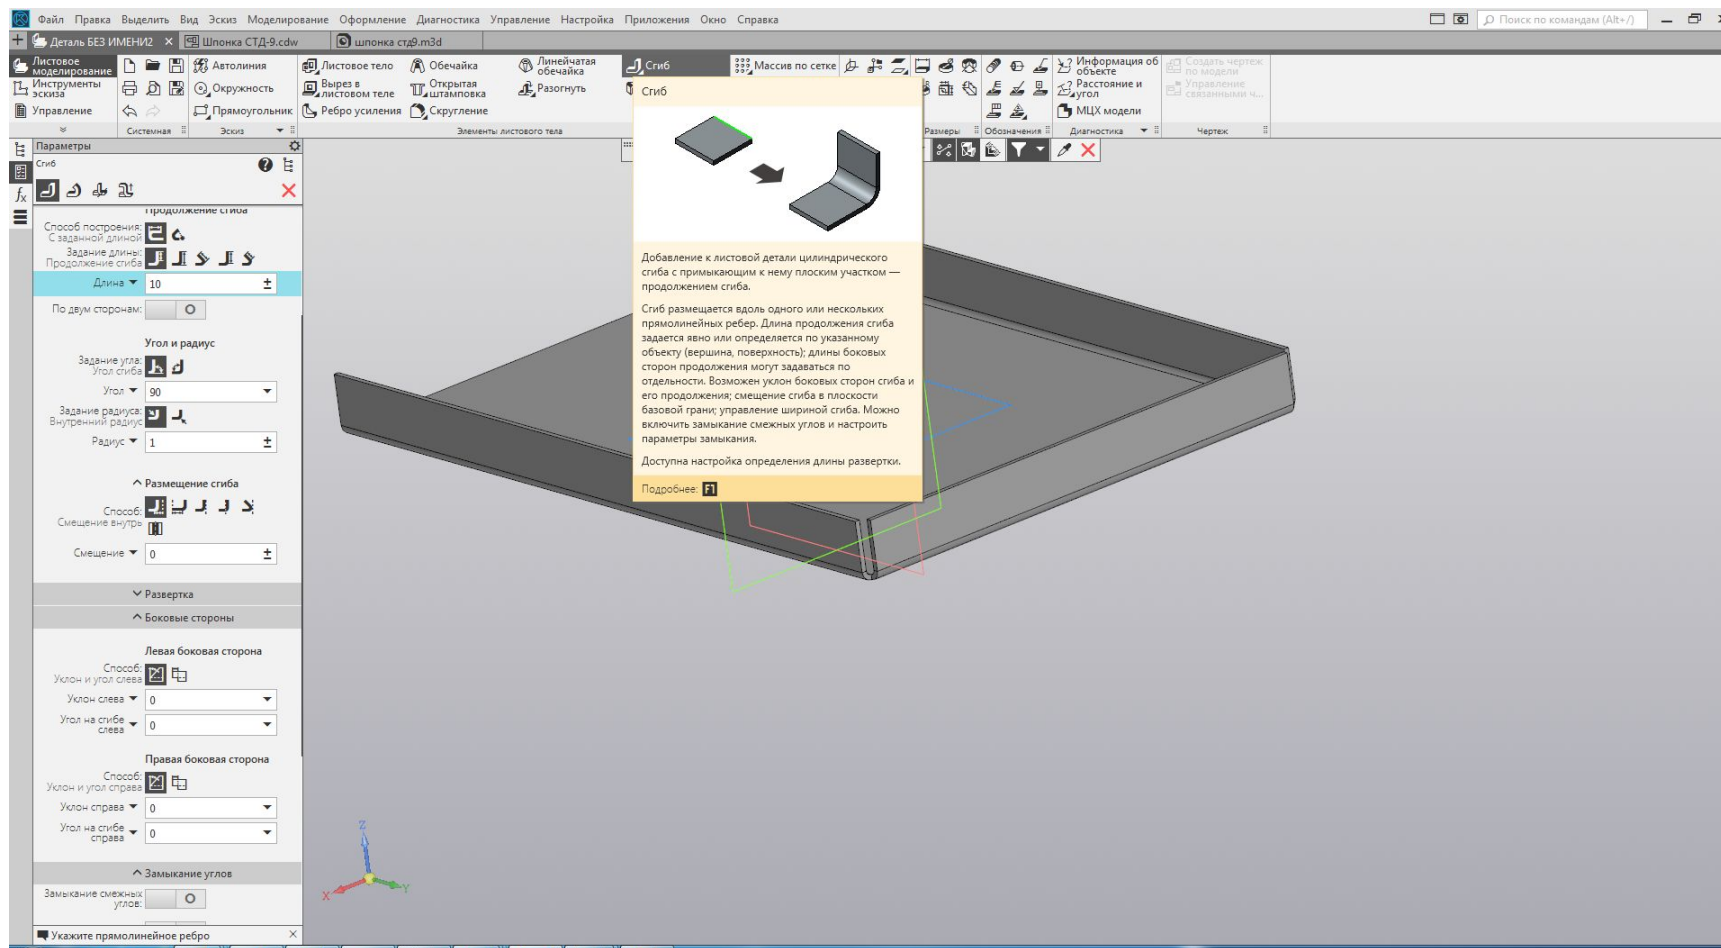 Файл Правка Выделить Вид Эскиз Моделирование Оформление Диагностика Управление Настройка Приложения Окно Справка
Поиск по командам (Alt+/)
Деталь БЕЗ ИМЕНИ2
Шпонка СТД-9.cdw
шпонка стд9.m3d
Листовое моделирование
Инструменты эскиза
Управление
Системная
Автолиния
Окружность
Прямоугольник
Эскиз
Листовое тело
Вырез в листовом теле
Ребро усиления
Обечайка
Открытая штамповка
Скругление
Линейчатая обечайка
Разогнуть
Сгиб
Элементы листового тела
Массив по сетке
Размеры
Обозначения
Информация об объекте
Расстояние и угол
МЦХ модели
Диагностика
Создать чертеж по модели
Управление связанными ч...
Чертеж
Параметры
Сгиб
Продолжение сгиба
Способ построения:
С заданной длиной
Задание длины:
Продолжение сгиба
Длина
10
По двум сторонам:
Угол и радиус
Задание угла:
Угол сгиба
Угол
90
Задание радиуса:
Внутренний радиус
Радиус
1
Размещение сгиба
Способ:
Смещение внутрь
Смещение
0
Развертка
Боковые стороны
Левая боковая сторона
Способ:
Уклон и угол слева
Уклон слева
0
Угол на сгибе слева
0
Правая боковая сторона
Способ:
Уклон и угол справа
Уклон справа
0
Угол на сгибе справа
0
Замыкание углов
Замыкание смежных углов:
Укажите прямолинейное ребро
Сгиб
Добавление к листовой детали цилиндрического
сгиба с примыкающим к нему плоским участком —
продолжением сгиба.
Сгиб размещается вдоль одного или нескольких
прямолинейных ребер. Длина продолжения сгиба
задается явно или определяется по указанному
объекту (вершина, поверхность); длины боковых
сторон продолжения могут задаваться по
отдельности. Возможен уклон боковых сторон сгиба и
его продолжения; смещение сгиба в плоскости
базовой грани; управление шириной сгиба. Можно
включить замыкание смежных углов и настроить
параметры замыкания.
Доступна настройка определения длины развертки.
Подробнее: F1
Z
X
Y